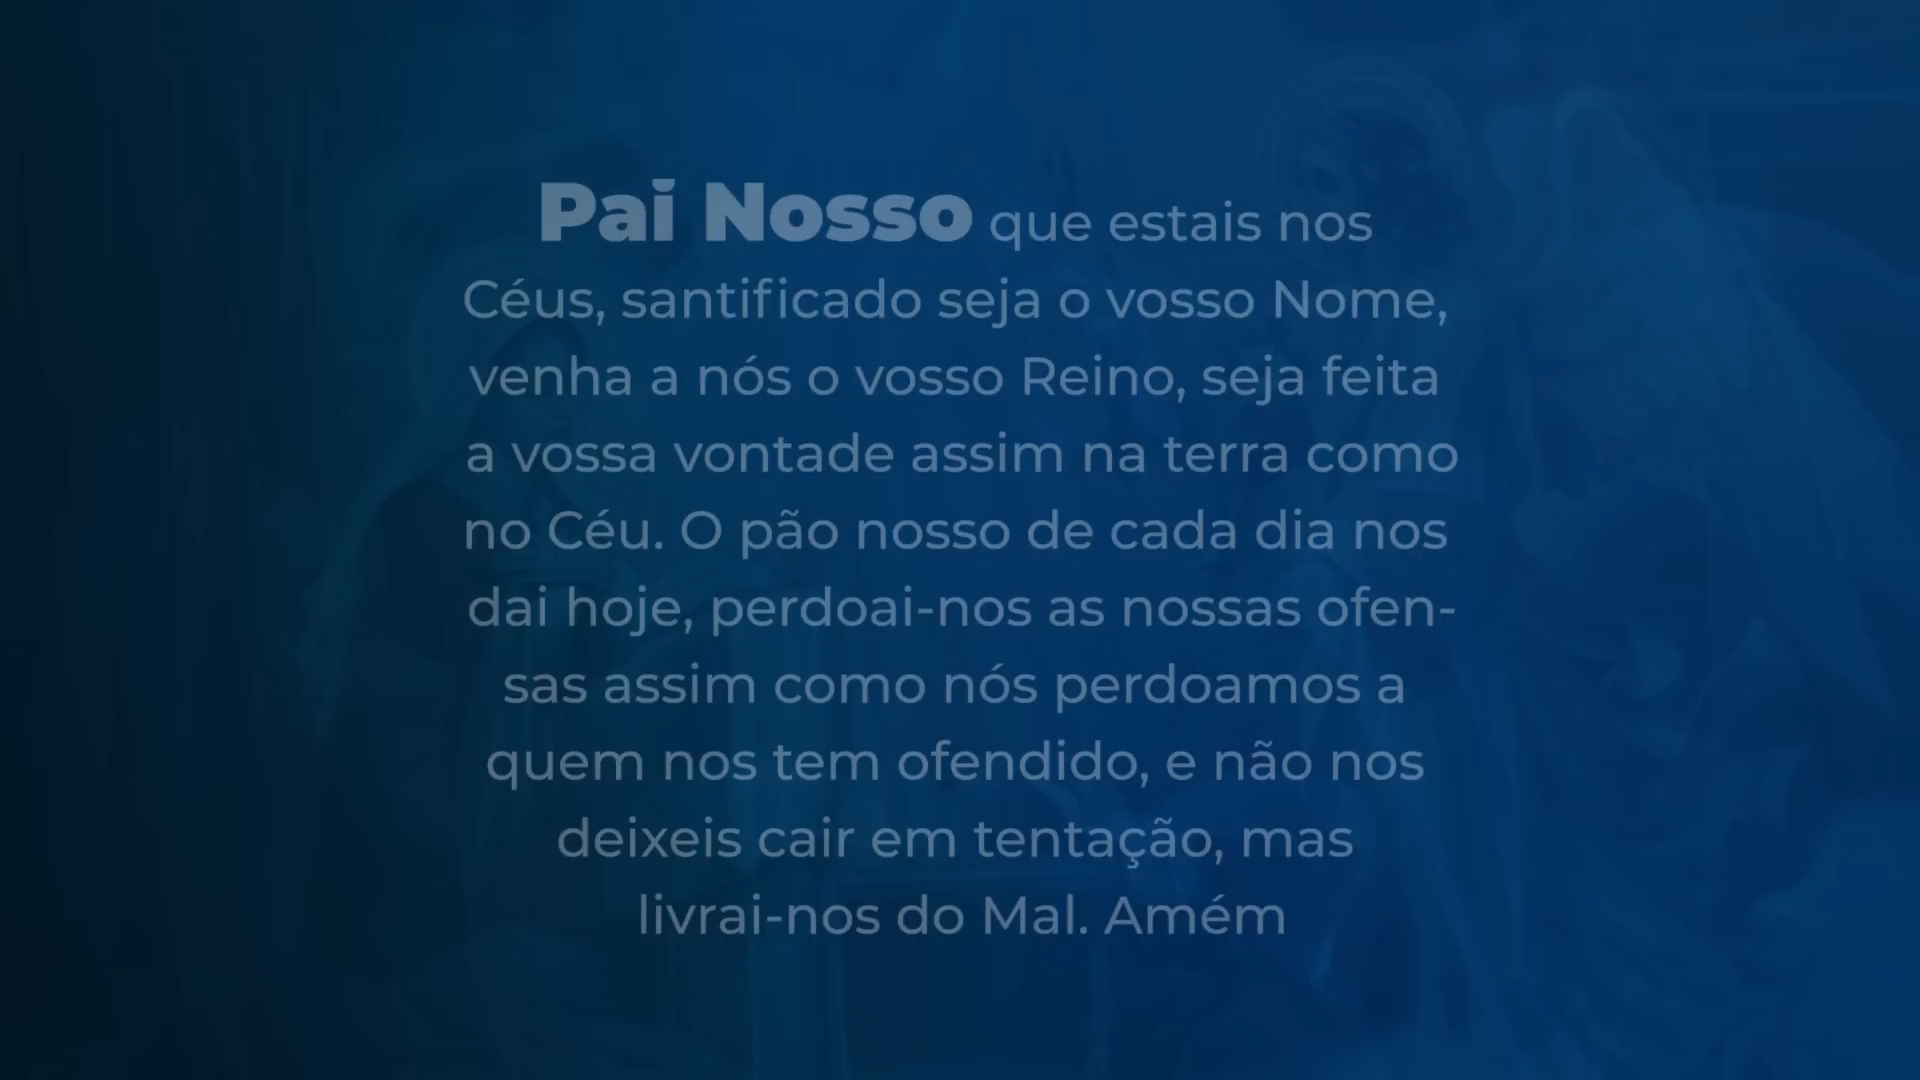 Pai Nosso que estais nos
Céus, santificado seja o vosso Nome,
venha a nós o vosso Reino, seja feita
a vossa vontade assim na terra como
no Céu. O pão nosso de cada dia nos
dai hoje, perdoai-nos as nossas ofen-
sas assim como nós perdoamos a
quem nos tem ofendido, e não nos
deixeis cair em tentação, mas
livrai-nos do Mal. Amém